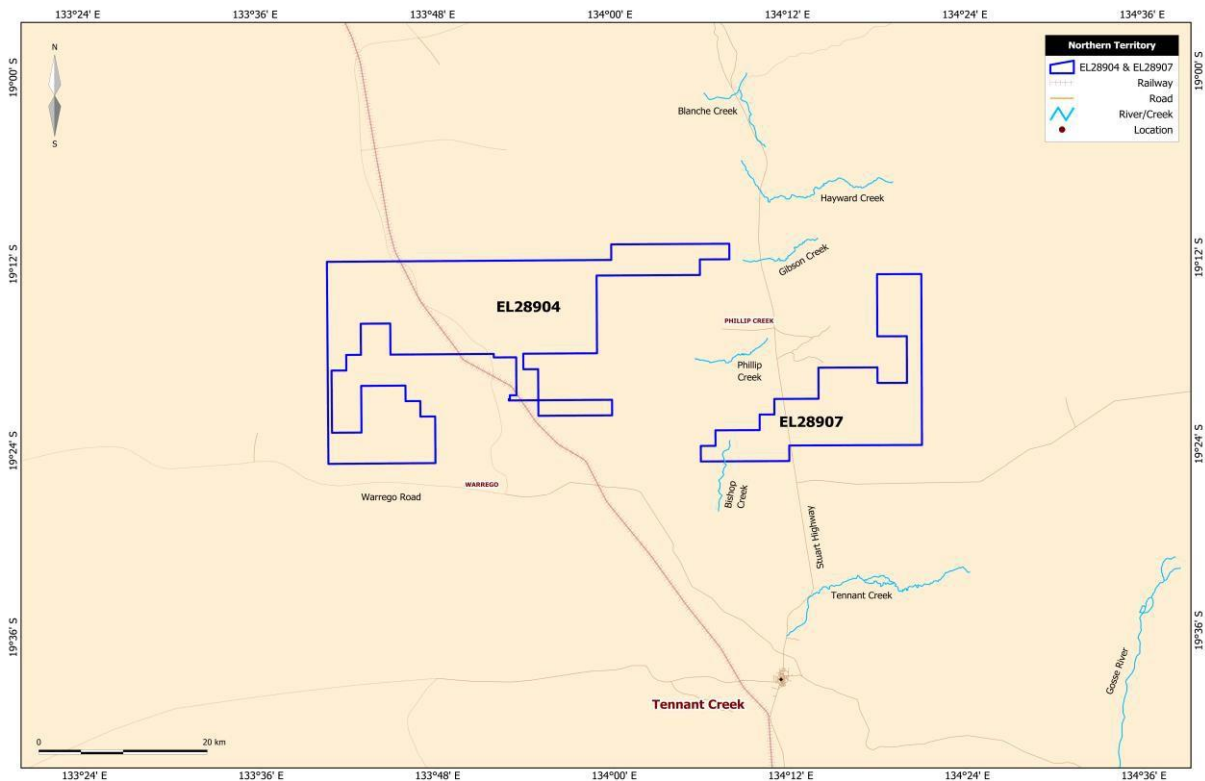 133°24' E
133°36' E
133°48' E
134°00' E
134°12' E
134°24' E
134°36' E
19°00' S
19°00' S
N
S
Northern Territory
EL28904 & EL28907
Railway
Road
River/Creek
Location
Blanche Creek
Hayward Creek
19°12' S
19°12' S
Gibson Creek
EL28904
PHILLIP CREEK
Phillip
Creek
EL28907
19°24' S
19°24' S
WARREGO
Warrego Road
Bishop
Creek
Stuart Highway
Tennant Creek
19°36' S
19°36' S
Gosse River
Tennant Creek
0
20 km
133°24' E
133°36' E
133°48' E
134°00' E
134°12' E
134°24' E
134°36' E